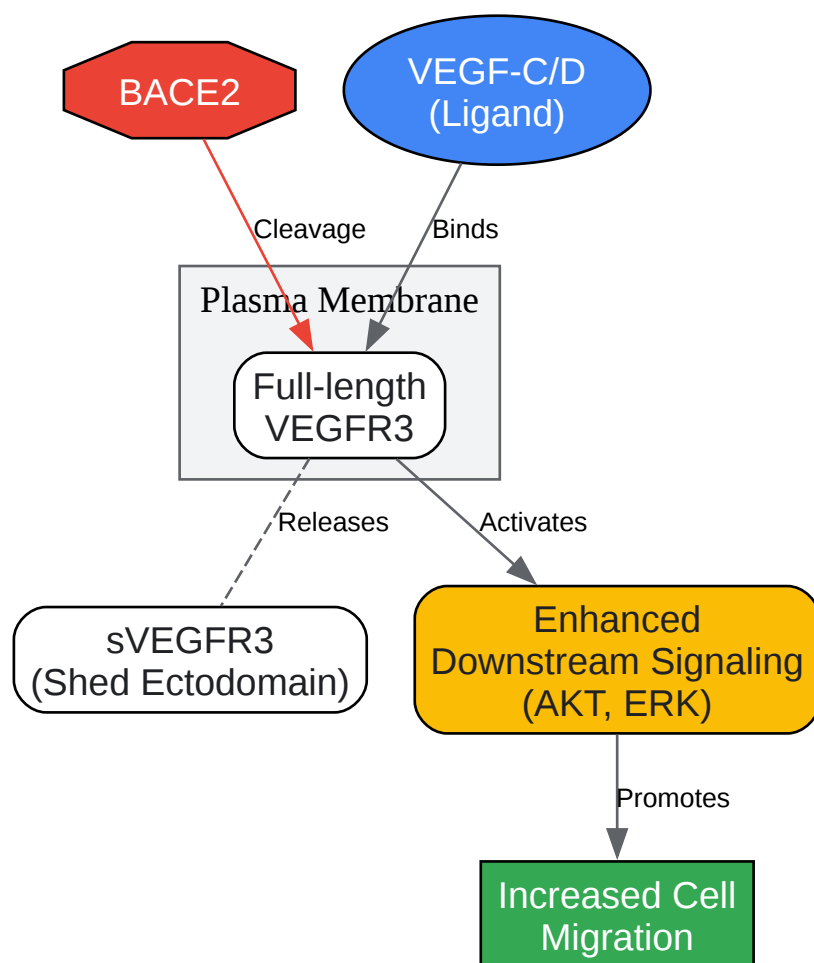 BACE2
VEGF-C/D
(Ligand)
Cleavage
Binds
Plasma Membrane
Full-length
VEGFR3
Releases
Activates
sVEGFR3
(Shed Ectodomain)
Enhanced
Downstream Signaling
(AKT, ERK)
Promotes
Increased Cell
Migration